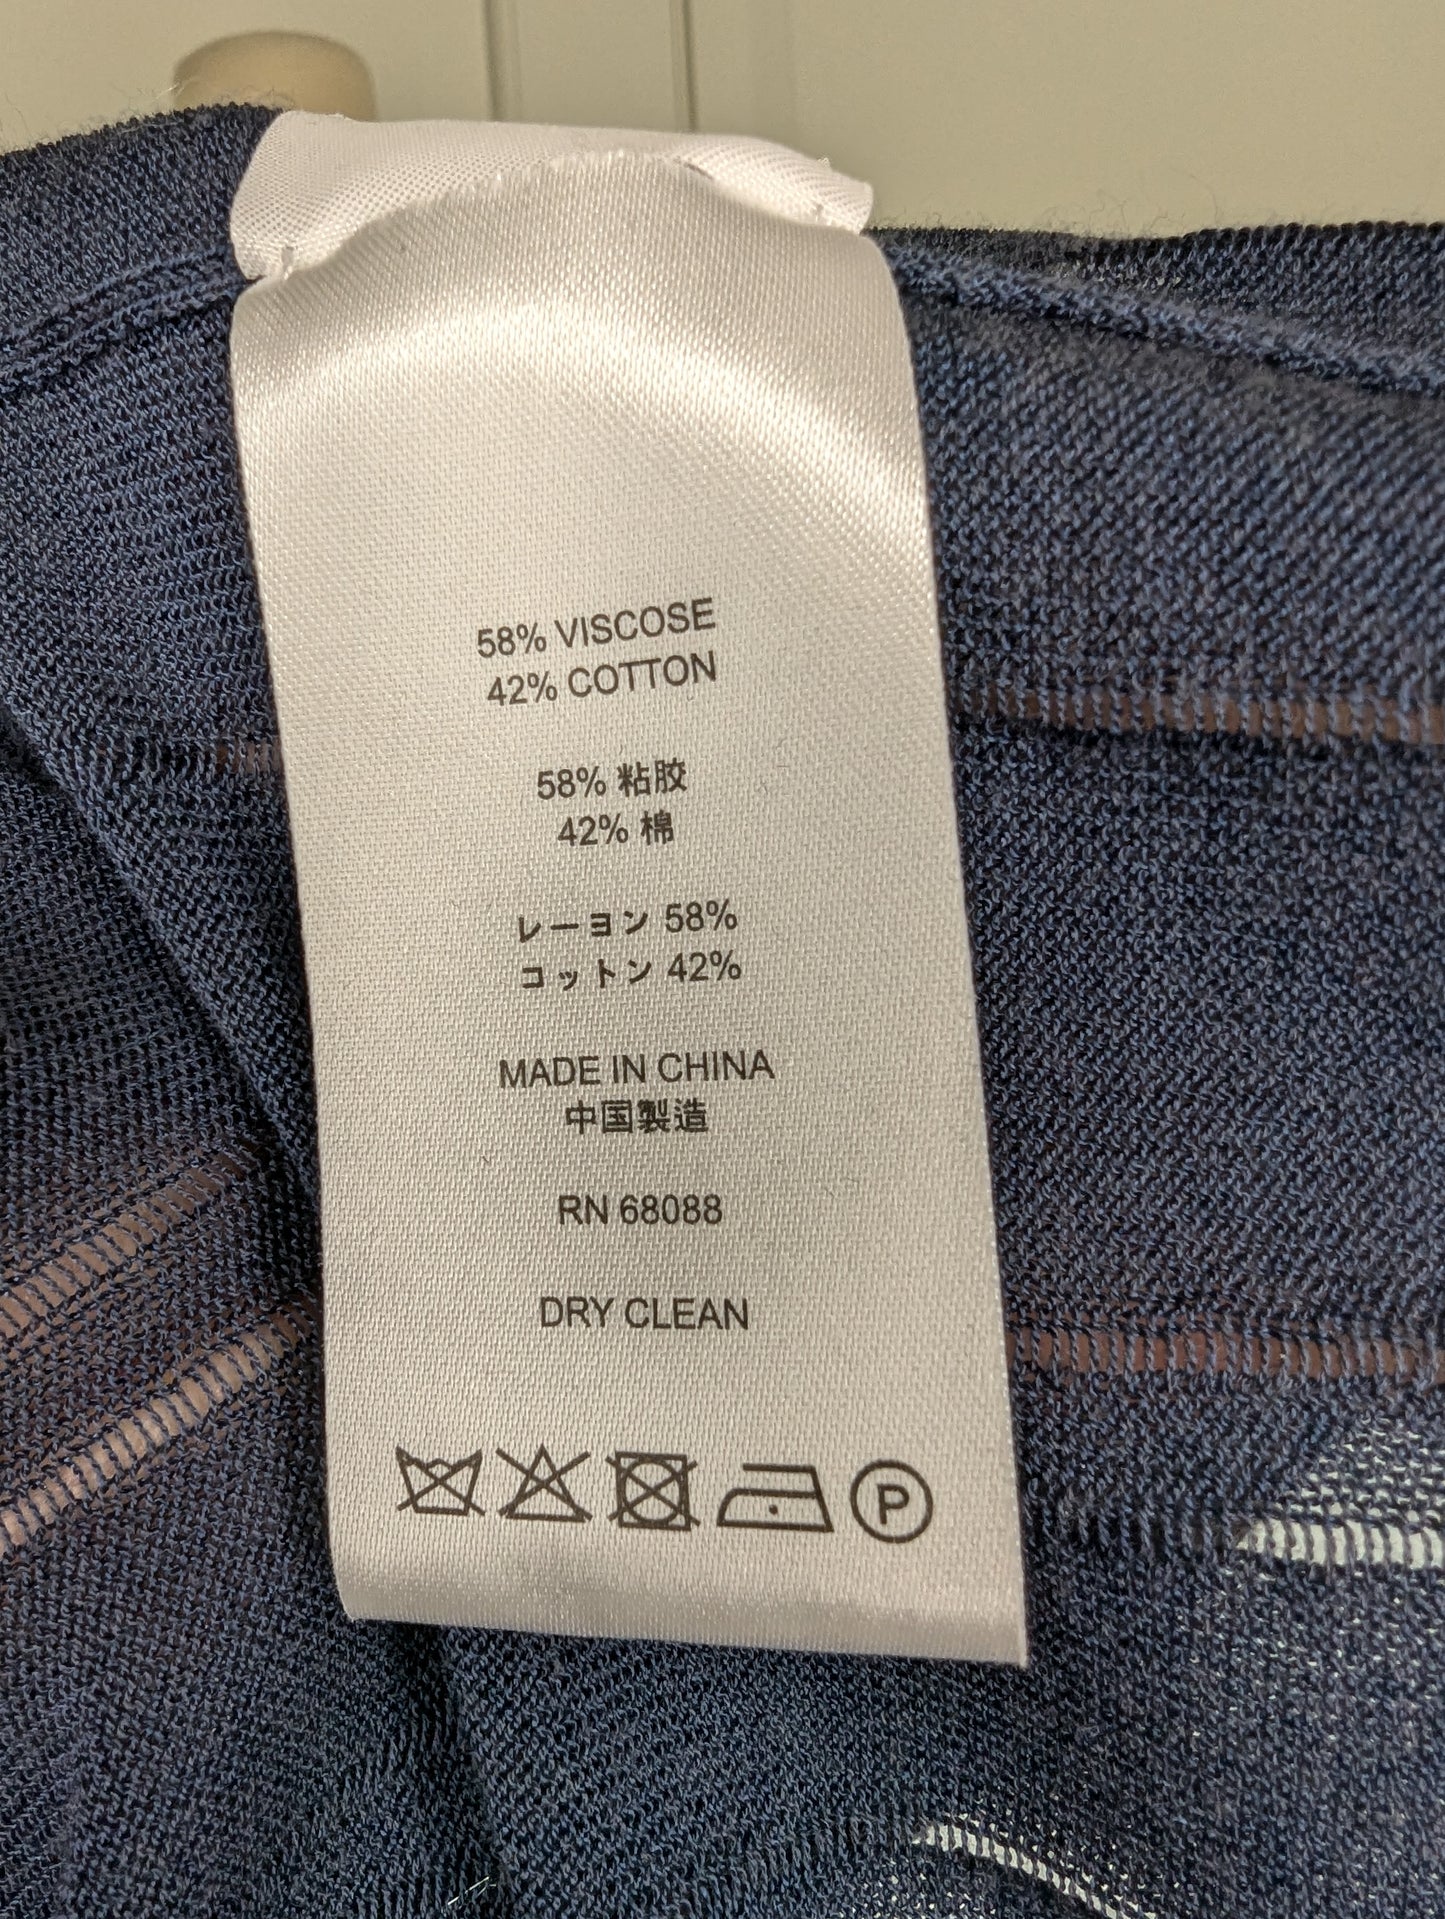 58% VISCOSE
42% COTTON
58% 粘胶
42% 棉
レーヨン 58%
コットン 42%
MADE IN CHINA
中国製造
RN 68088
DRY CLEAN
P